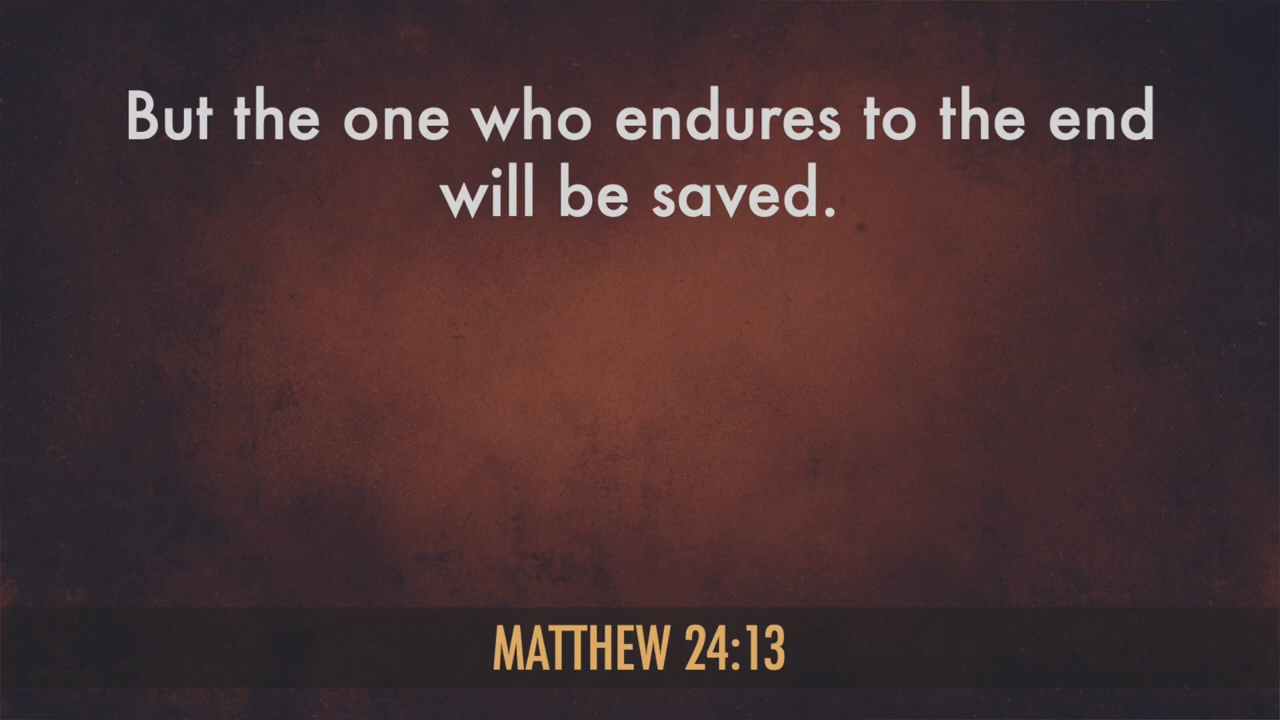 But the one who endures to the end
will be saved.
MATTHEW 24:13